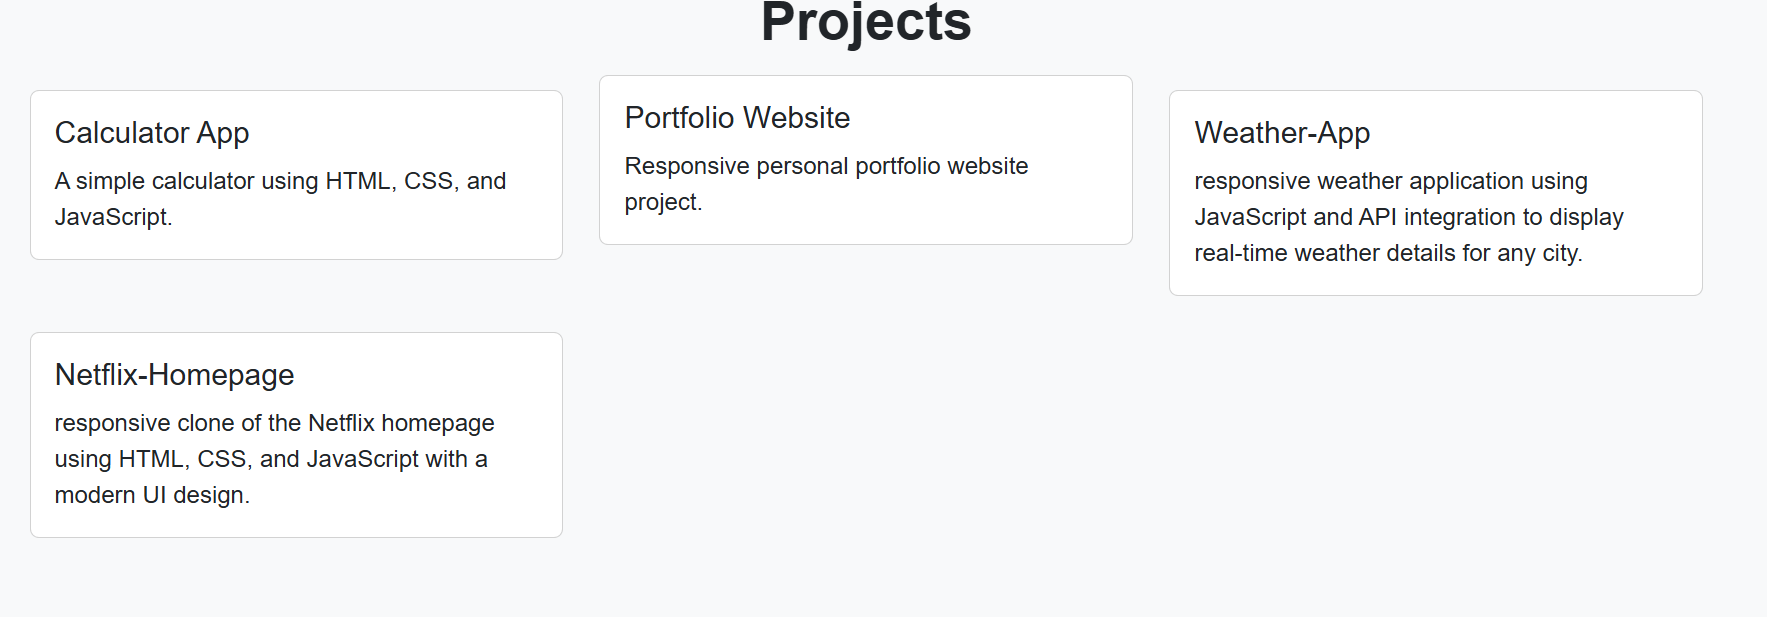 Projects
Calculator App
A simple calculator using HTML, CSS, and
JavaScript.
Portfolio Website
Responsive personal portfolio website
project.
Weather-App
responsive weather application using
JavaScript and API integration to display
real-time weather details for any city.
Netflix-Homepage
responsive clone of the Netflix homepage
using HTML, CSS, and JavaScript with a
modern UI design.